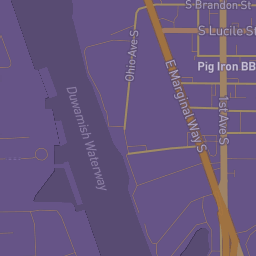 S Brandon St
S Lucile St
Ohio Ave S
Pig Iron BB
Duwamish Waterway
E Marginal Way S
1st Ave S